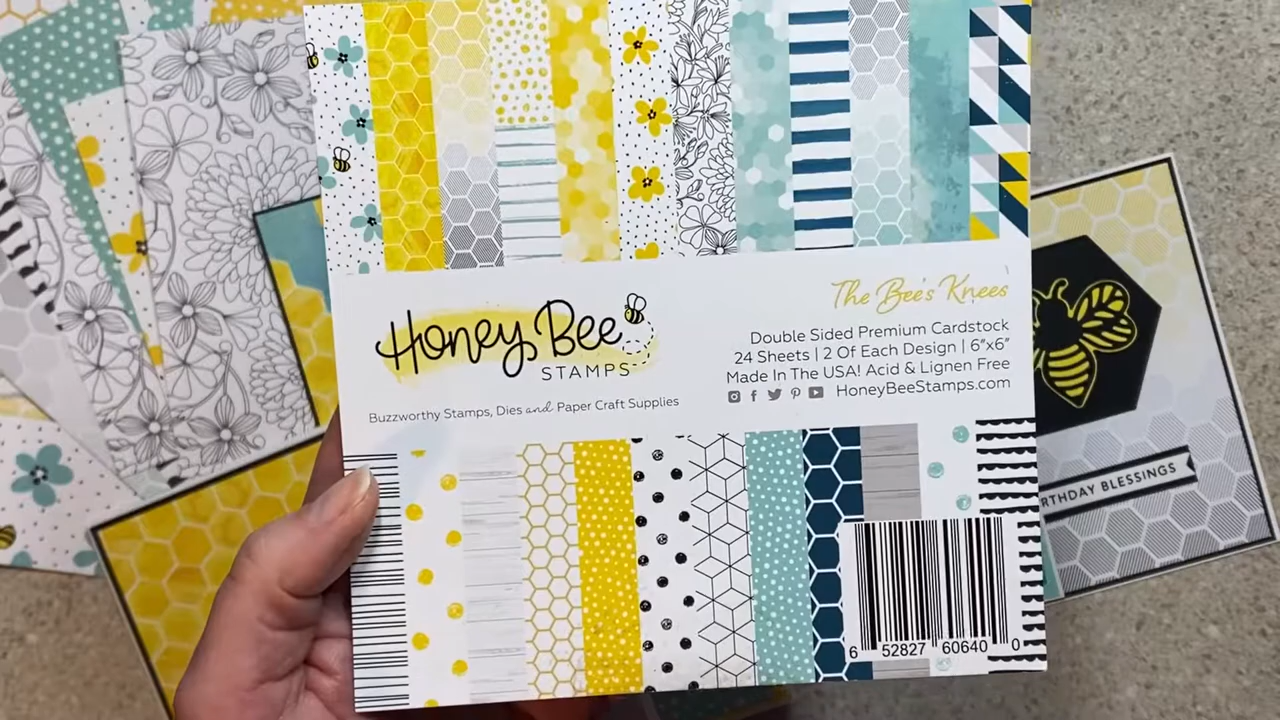 Honey Bee
STAMPS
Buzzworthy Stamps, Dies and Paper Craft Supplies
The Bee's Knees
Double Sided Premium Cardstock
24 Sheets | 2 Of Each Design | 6"x6"
Made In The USA! Acid & Lignen Free
HoneyBeeStamps.com
RTHDAY BLESSINGS
6 52827 60640 0